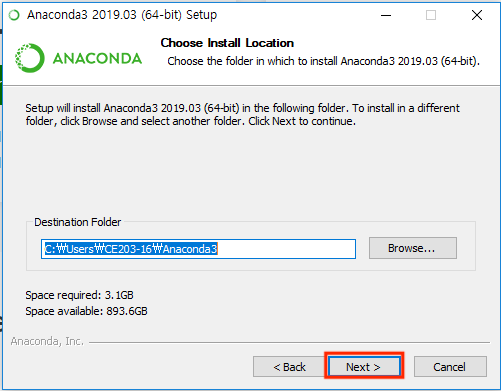 Anaconda3 2019.03 (64-bit) Setup
ANACONDA
Choose Install Location
Choose the folder in which to install Anaconda3 2019.03 (64-bit).
Setup will install Anaconda3 2019.03 (64-bit) in the following folder. To install in a different
folder, click Browse and select another folder. Click Next to continue.
Destination Folder
C:₩Users₩CE203-16₩Anaconda3
Browse...
Space required: 3.1GB
Space available: 893.6GB
Anaconda, Inc.
< Back
Next >
Cancel